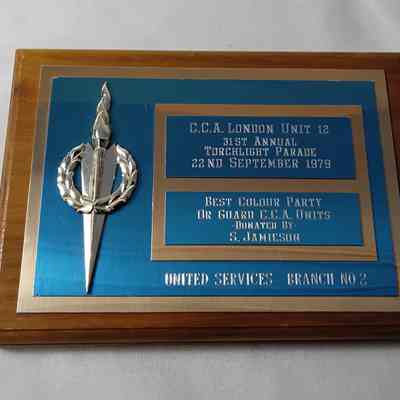 C.C.A. LONDON UNIT 12
31ST ANNUAL
TORCHLIGHT PARADE
22ND SEPTEMBER 1979
BEST COLOUR PARTY
OR GUARD C.C.A. UNITS
-DONATED BY-
S. JAMIESON
UNITED SERVICES BRANCH NO 2